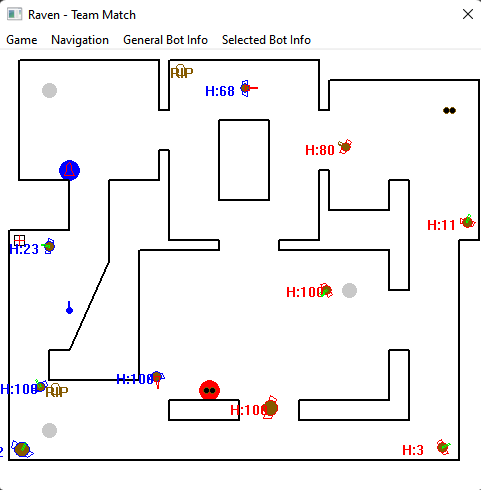 Raven - Team Match
Game Navigation General Bot Info Selected Bot Info
RIP
H:68
H:80
H:11
H:23
H:100
H:100
H:100
RIP
H:100
H:3
2